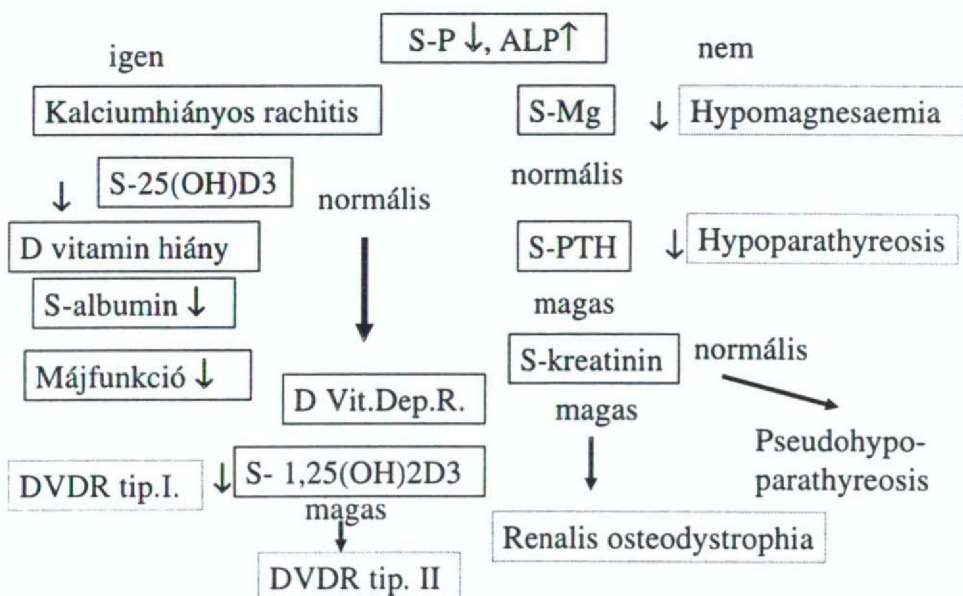 S-P ↓, ALP↑
igen
nem
Kalciumhiányos rachitis
S-Mg
↓ Hypomagnesaemia
↓ S-25(OH)D3
normális
normális
D vitamin hiány
S-PTH
↓ Hypoparathyreosis
S-albumin ↓
magas
Májfunkció ↓
S-kreatinin
normális
D Vit.Dep.R.
magas
Pseudohypo-
parathyreosis
DVDR tip.I.
↓ S- 1,25(OH)2D3
magas
Renalis osteodystrophia
DVDR tip. II